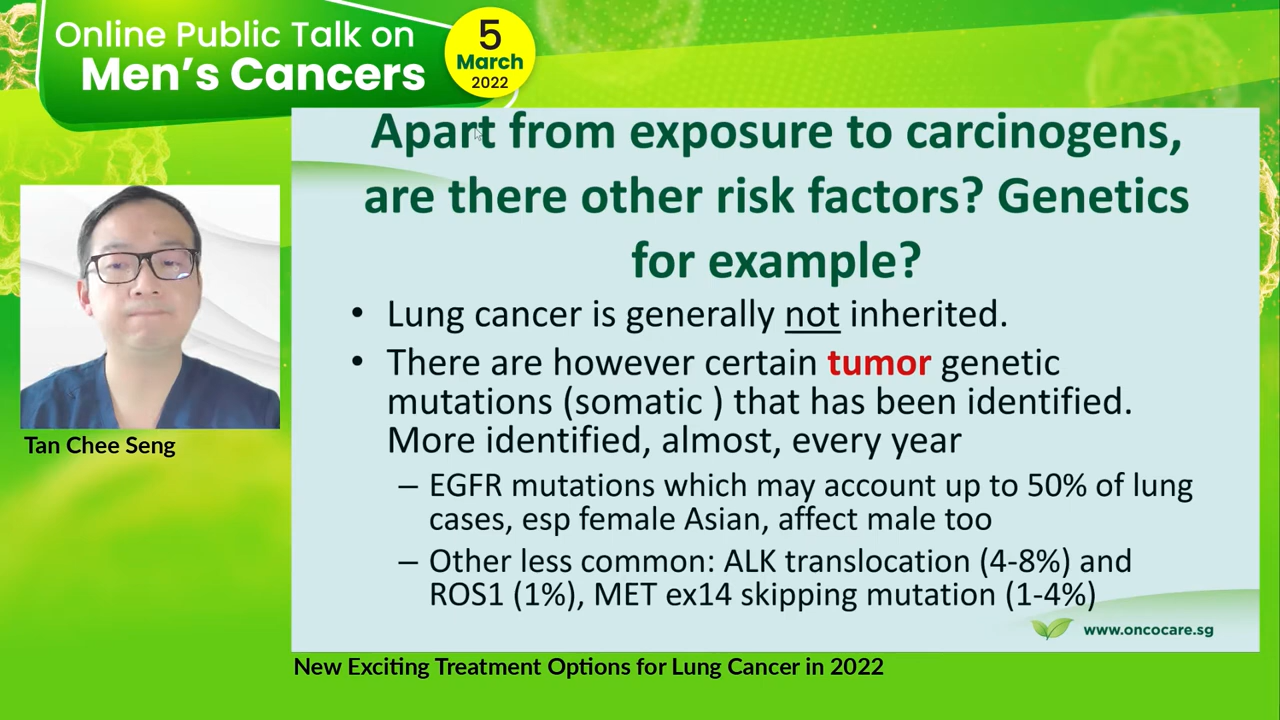 Online Public Talk on
Men's Cancers
5
March
2022
Apart from exposure to carcinogens,
are there other risk factors? Genetics
for example?
• Lung cancer is generally not inherited.
• There are however certain tumor genetic
mutations (somatic ) that has been identified.
More identified, almost, every year
– EGFR mutations which may account up to 50% of lung
cases, esp female Asian, affect male too
– Other less common: ALK translocation (4-8%) and
ROS1 (1%), MET ex14 skipping mutation (1-4%)
www.oncocare.sg
Tan Chee Seng
New Exciting Treatment Options for Lung Cancer in 2022